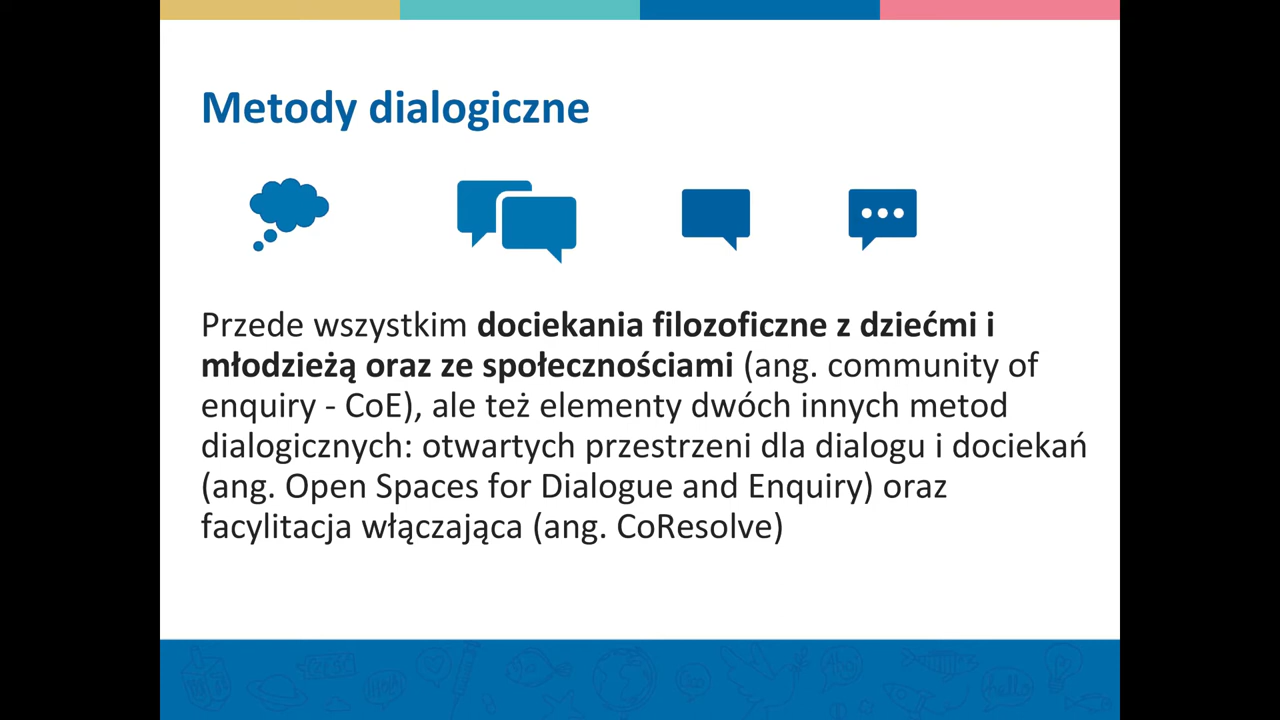 Metody dialogiczne
Przede wszystkim dociekania filozoficzne z dziećmi i
młodzieżą oraz ze społecznościami (ang. community of
enquiry - CoE), ale też elementy dwóch innych metod
dialogicznych: otwartych przestrzeni dla dialogu i dociekań
(ang. Open Spaces for Dialogue and Enquiry) oraz
facylitacja włączająca (ang. CoResolve)
hello